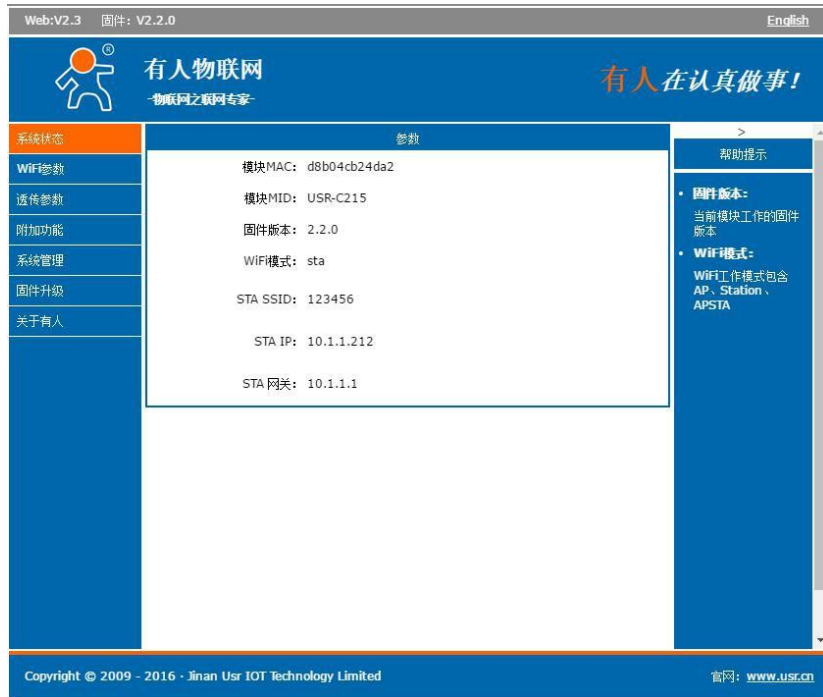 Web:V2.3 固件: V2.2.0 English
®
有人物联网
-物联网之联网专家-
有人在认真做事!
系统状态
WiFi参数
透传参数
附加功能
系统管理
固件升级
关于有人
参数
模块MAC: d8b04cb24da2
模块MID: USR-C215
固件版本: 2.2.0
WiFi模式: sta
STA SSID: 123456
STA IP: 10.1.1.212
STA 网关: 10.1.1.1
>
帮助提示
• 固件版本:
当前模块工作的固件
版本
• WiFi模式:
WiFi工作模式包含
AP、Station、
APSTA
Copyright © 2009 - 2016 · Jinan Usr IOT Technology Limited 官网: www.usr.cn